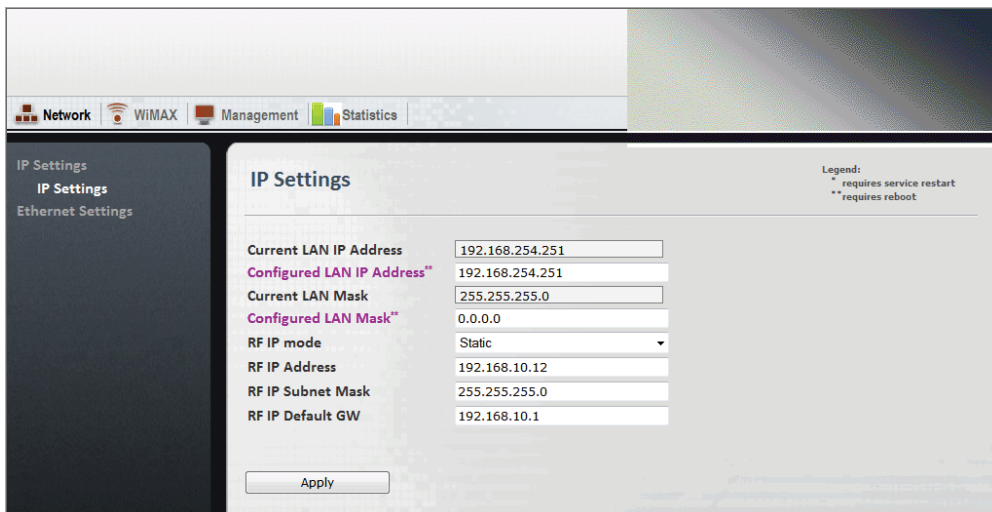 Network WiMAX Management Statistics
IP Settings
IP Settings
Ethernet Settings
IP Settings
Legend:
* requires service restart
** requires reboot
Current LAN IP Address 192.168.254.251
Configured LAN IP Address** 192.168.254.251
Current LAN Mask 255.255.255.0
Configured LAN Mask** 0.0.0.0
RF IP mode Static
RF IP Address 192.168.10.12
RF IP Subnet Mask 255.255.255.0
RF IP Default GW 192.168.10.1
Apply